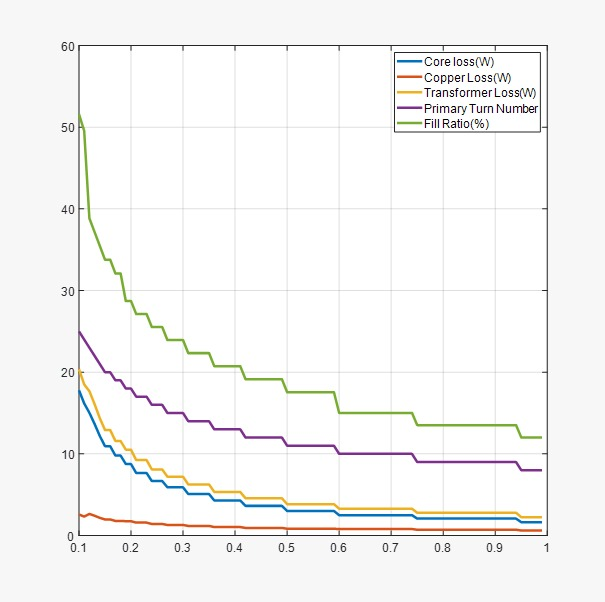 60
50
40
30
20
10
0
0.1 0.2 0.3 0.4 0.5 0.6 0.7 0.8 0.9 1
Core loss(W)
Copper Loss(W)
Transformer Loss(W)
Primary Turn Number
Fill Ratio(%)